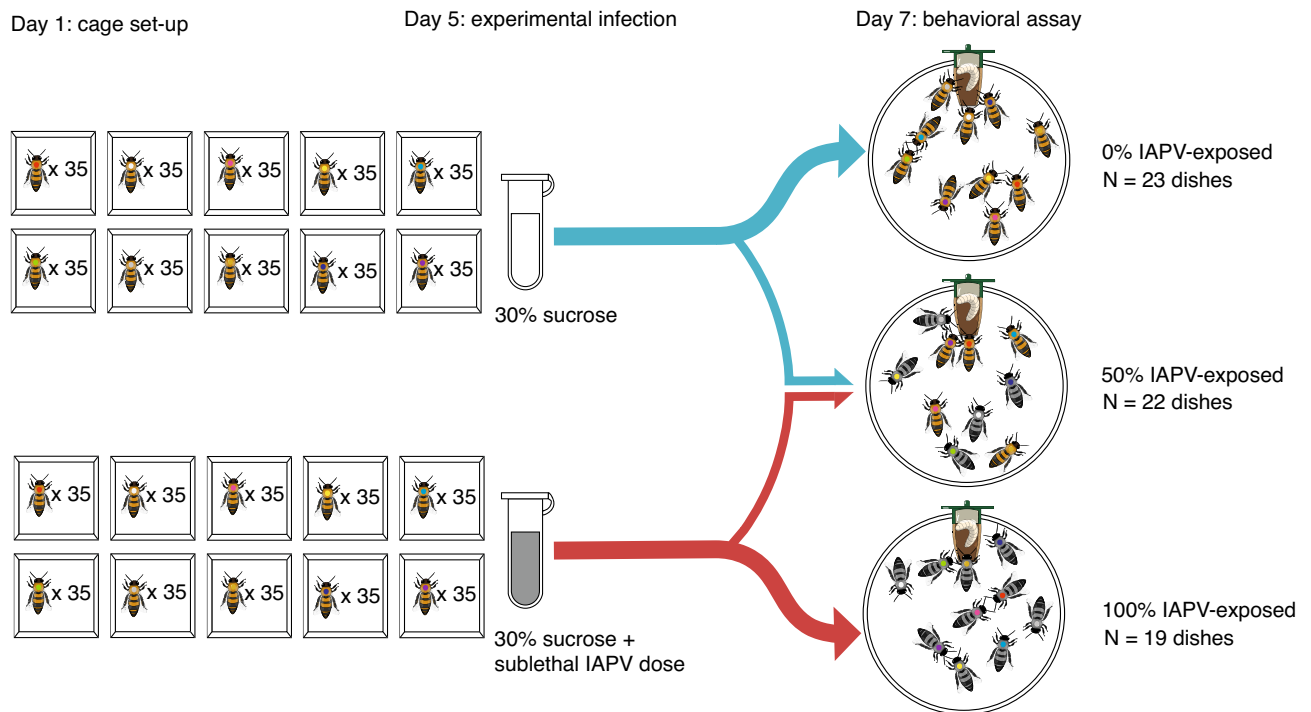 Day 1: cage set-up
Day 5: experimental infection
Day 7: behavioral assay
x 35
x 35
x 35
x 35
x 35
x 35
x 35
x 35
x 35
x 35
30% sucrose
0% IAPV-exposed
N = 23 dishes
50% IAPV-exposed
N = 22 dishes
x 35
x 35
x 35
x 35
x 35
x 35
x 35
x 35
x 35
x 35
30% sucrose +
sublethal IAPV dose
100% IAPV-exposed
N = 19 dishes